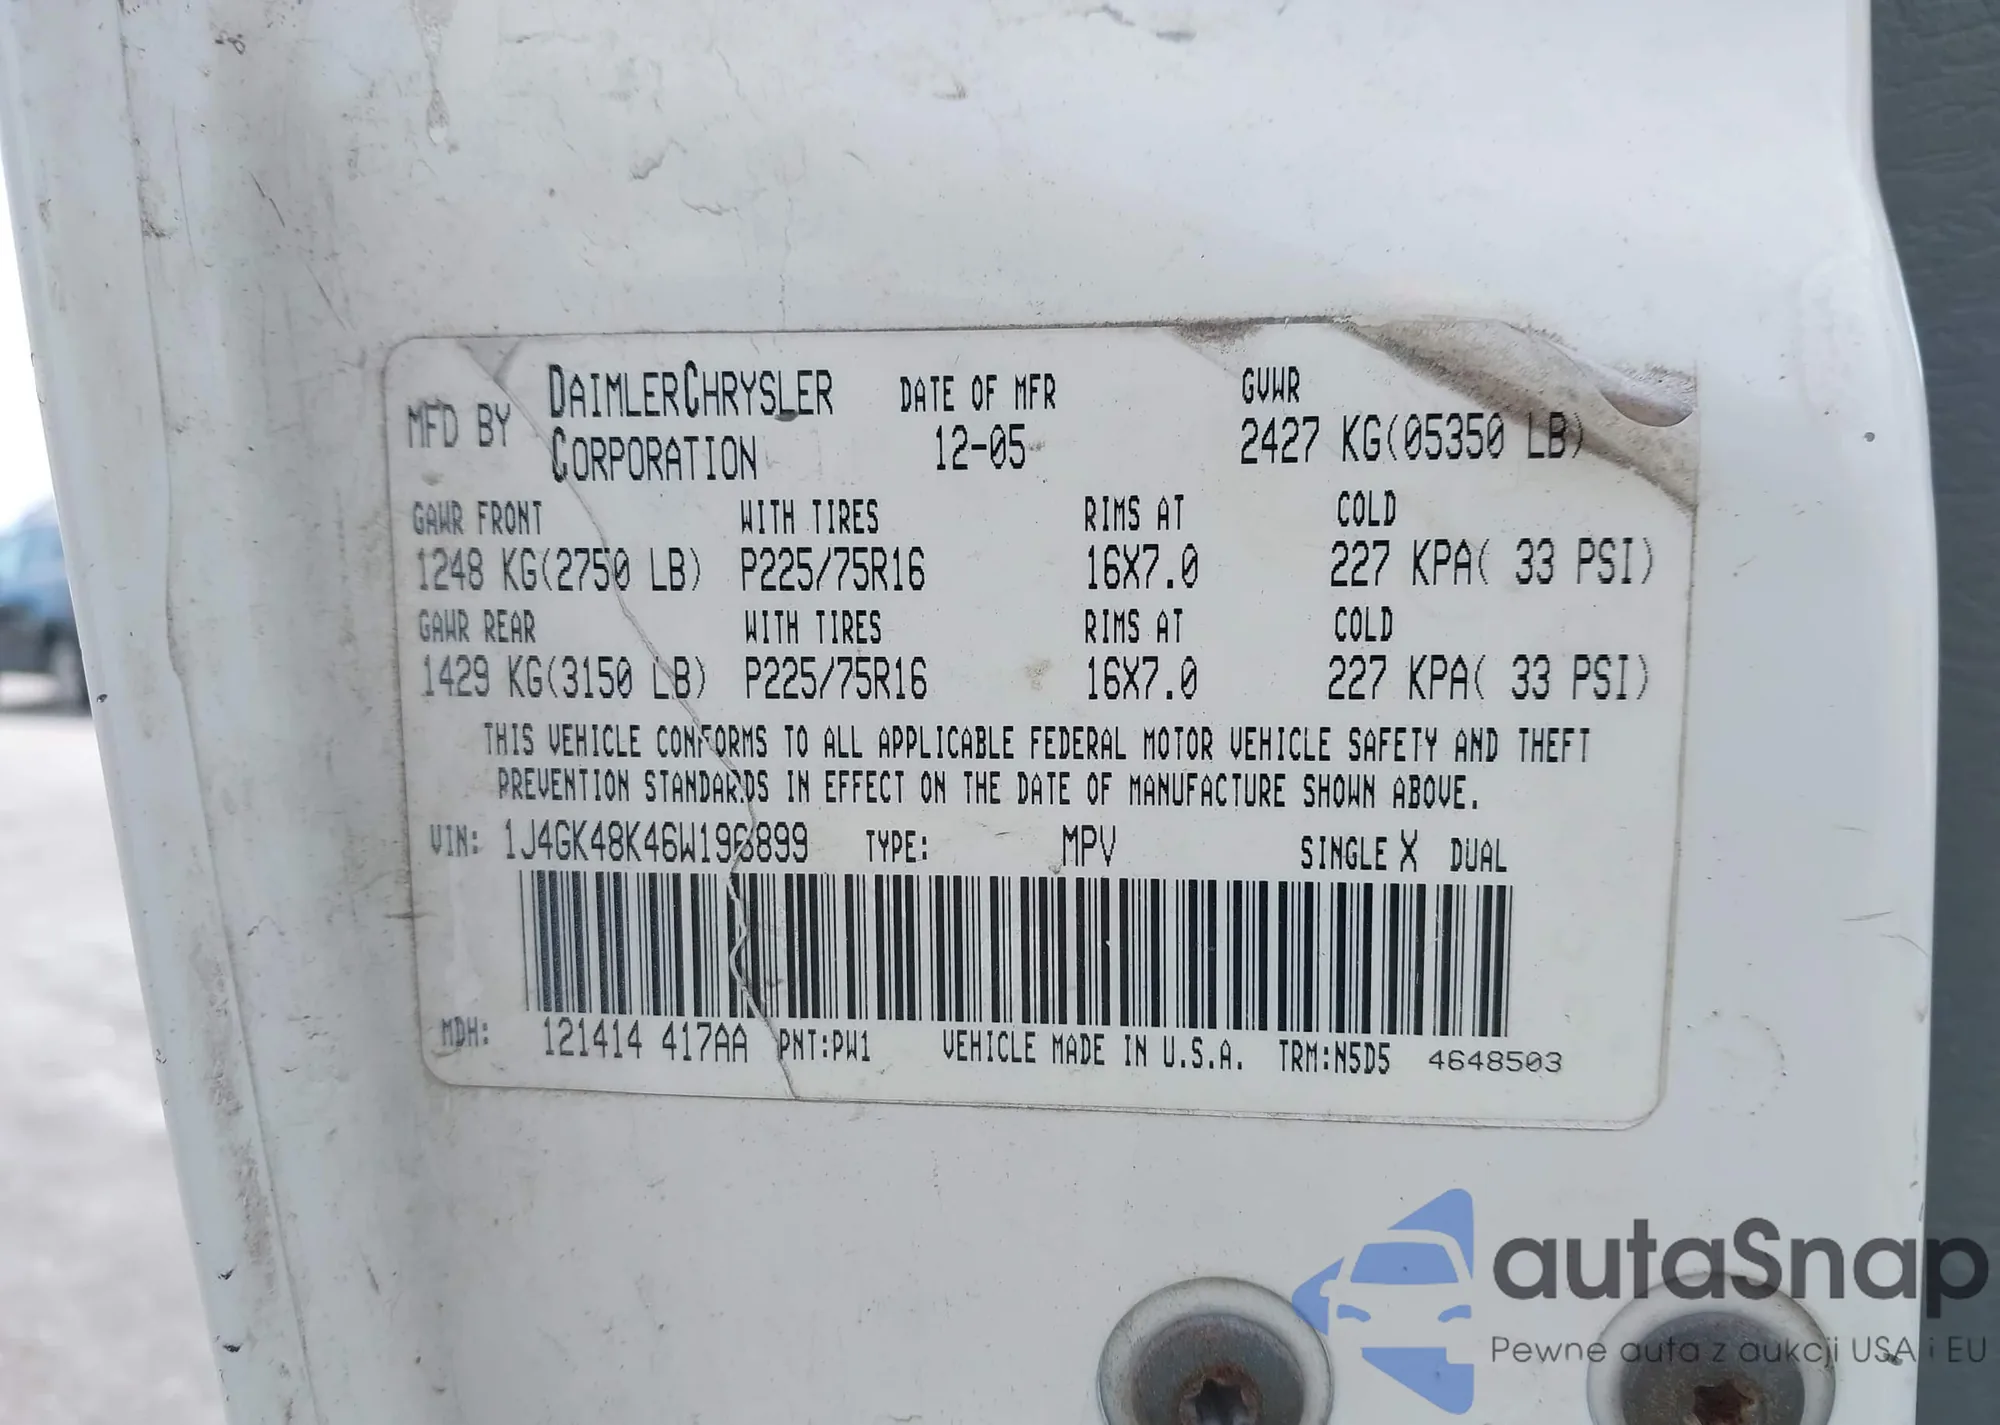 MFD BY DAIMLERCHRYSLER CORPORATION DATE OF MFR 12-05 GVWR 2427 KG(05350 LB)
GAWR FRONT WITH TIRES RIMS AT COLD
1248 KG(2750 LB) P225/75R16 16X7.0 227 KPA( 33 PSI)
GAWR REAR WITH TIRES RIMS AT COLD
1429 KG(3150 LB) P225/75R16 16X7.0 227 KPA( 33 PSI)
THIS VEHICLE CONFORMS TO ALL APPLICABLE FEDERAL MOTOR VEHICLE SAFETY AND THEFT
PREVENTION STANDARDS IN EFFECT ON THE DATE OF MANUFACTURE SHOWN ABOVE.
VIN: 1J4GK48K46W196899 TYPE: MPV SINGLE X DUAL
MDH: 121414 417AA PNT:PW1 VEHICLE MADE IN U.S.A. TRM:N5D5 4648503
autaSnap
Pewne auta z aukcji USA i EU